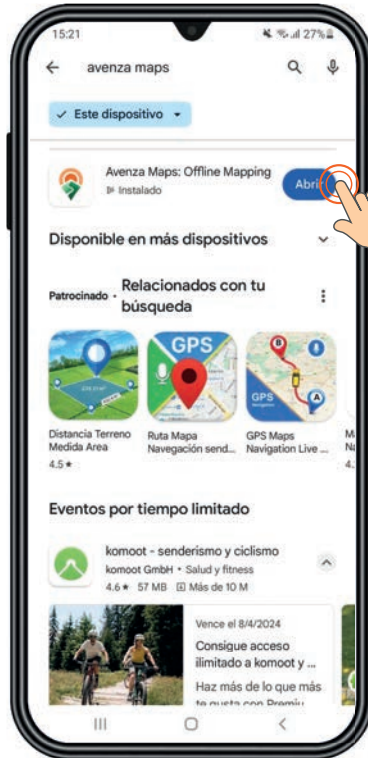 15:21
27%
avenza maps
Este dispositivo
Avenza Maps: Offline Mapping
Instalado
Abrir
Disponible en más dispositivos
Patrocinado · Relacionados con tu
búsqueda
GPS
GPS
Navigation
B
A
Distancia Terreno
Medida Area
4.5★
Ruta Mapa
Navegación send...
GPS Maps
Navigation Live ...
4.
Eventos por tiempo limitado
komoot - senderismo y ciclismo
komoot GmbH • Salud y fitness
4.6★ 57 MB Más de 10 M
Vence el 8/4/2024
Consigue acceso
ilimitado a komoot y ...
Haz más de lo que más
te gusta con Premiu